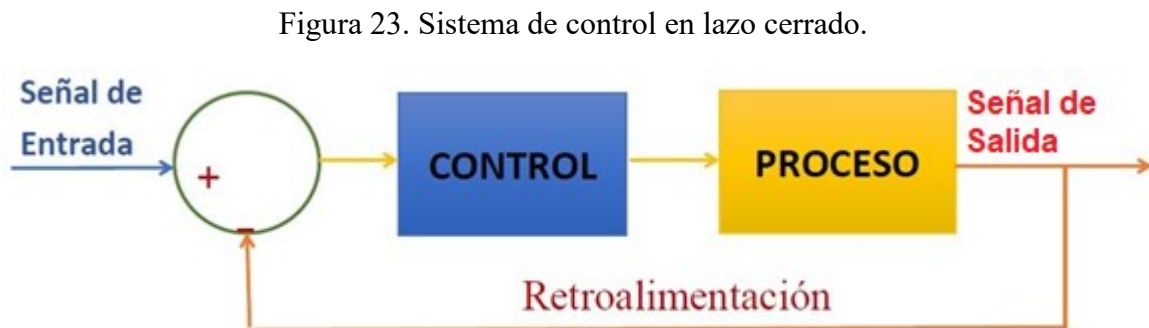 Figura 23. Sistema de control en lazo cerrado.
Señal de
Entrada
+
-
CONTROL
PROCESO
Señal de
Salida
Retroalimentación